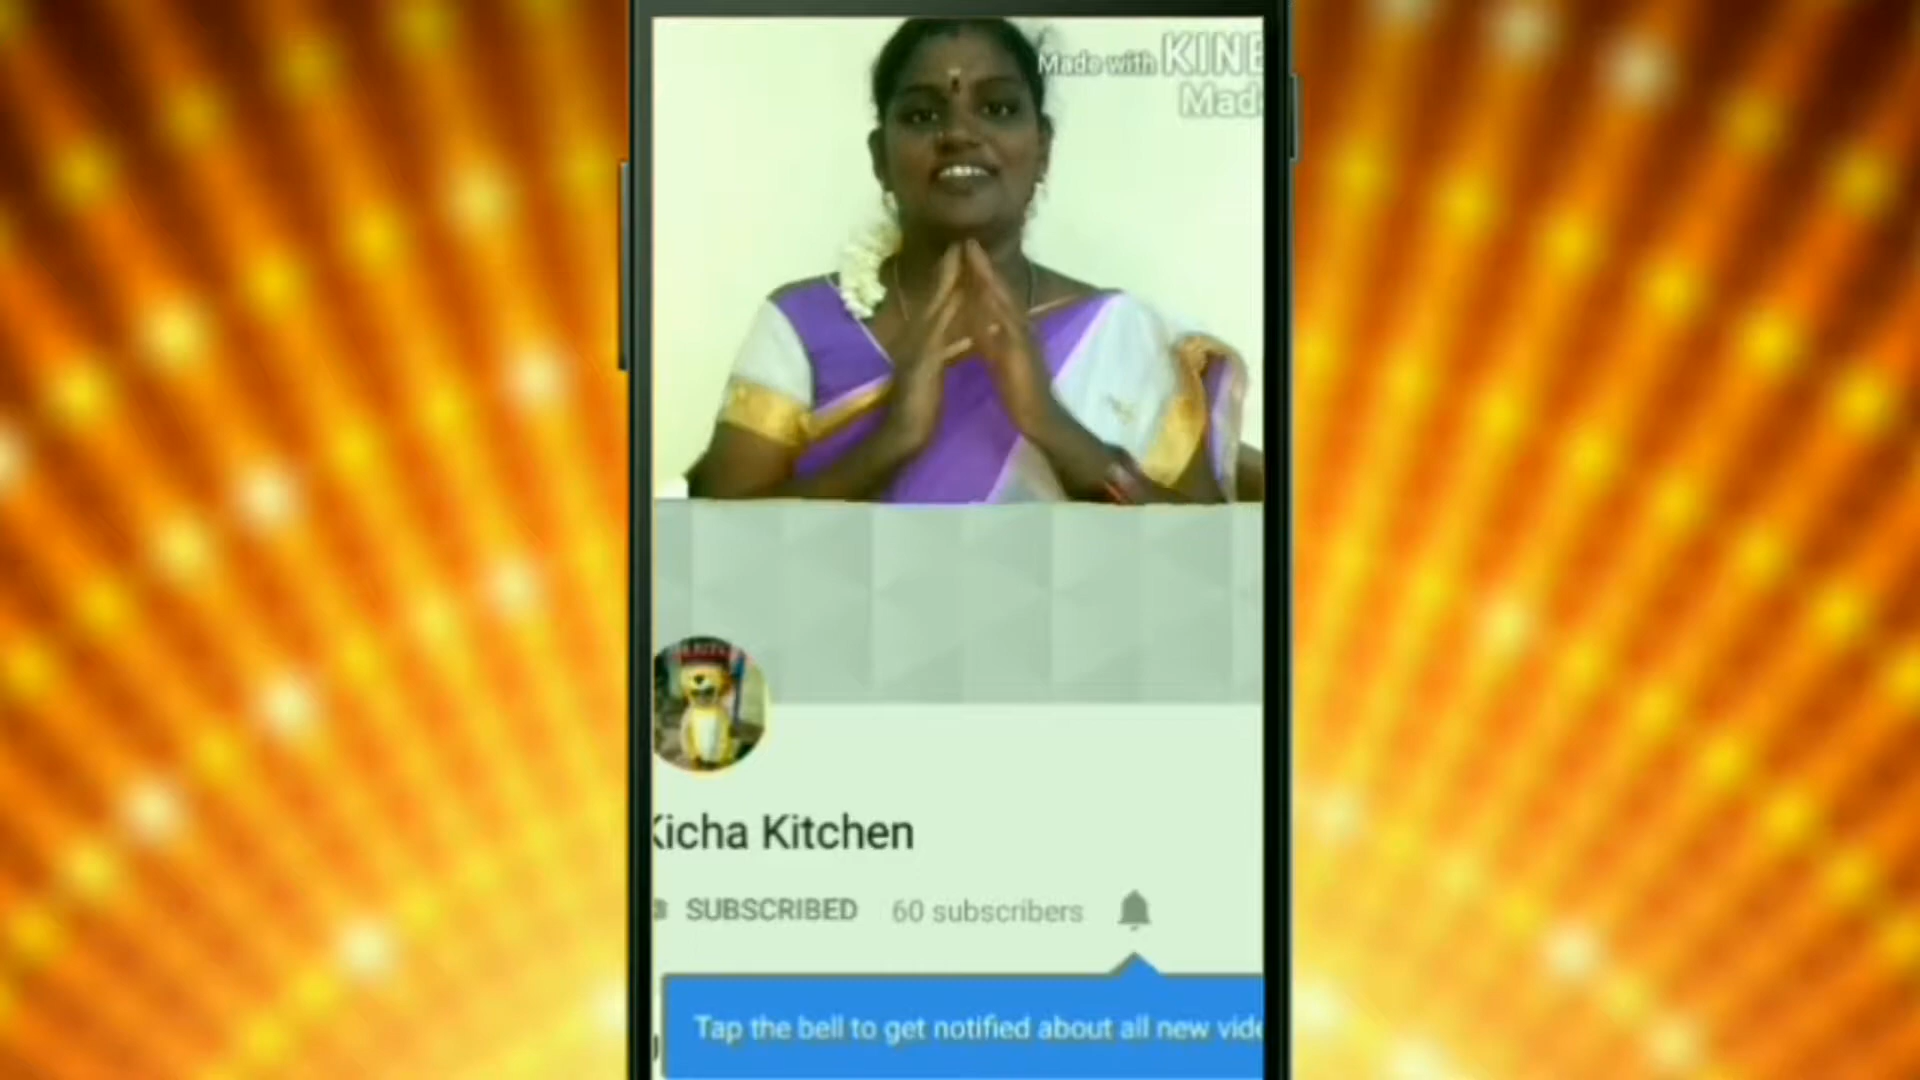 Made with KINE
Mad
Kicha Kitchen
SUBSCRIBED 60 subscribers
Tap the bell to get notified about all new vide